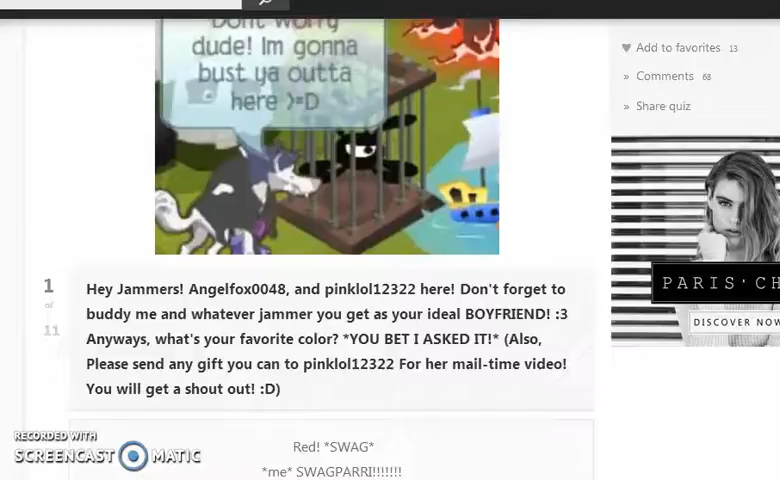 Dont worry
dude! Im gonna
bust ya outta
here >=D
Add to favorites 13
» Comments 68
» Share quiz
PARIS'CH
DISCOVER NOW
1
of
11
Hey Jammers! Angelfox0048, and pinklol12322 here! Don't forget to
buddy me and whatever jammer you get as your ideal BOYFRIEND! :3
Anyways, what's your favorite color? *YOU BET I ASKED IT!* (Also,
Please send any gift you can to pinklol12322 For her mail-time video!
You will get a shout out! :D)
Red! *SWAG*
*me* SWAGPARRI!!!!!!!
RECORDED WITH
SCREENCAST MATIC